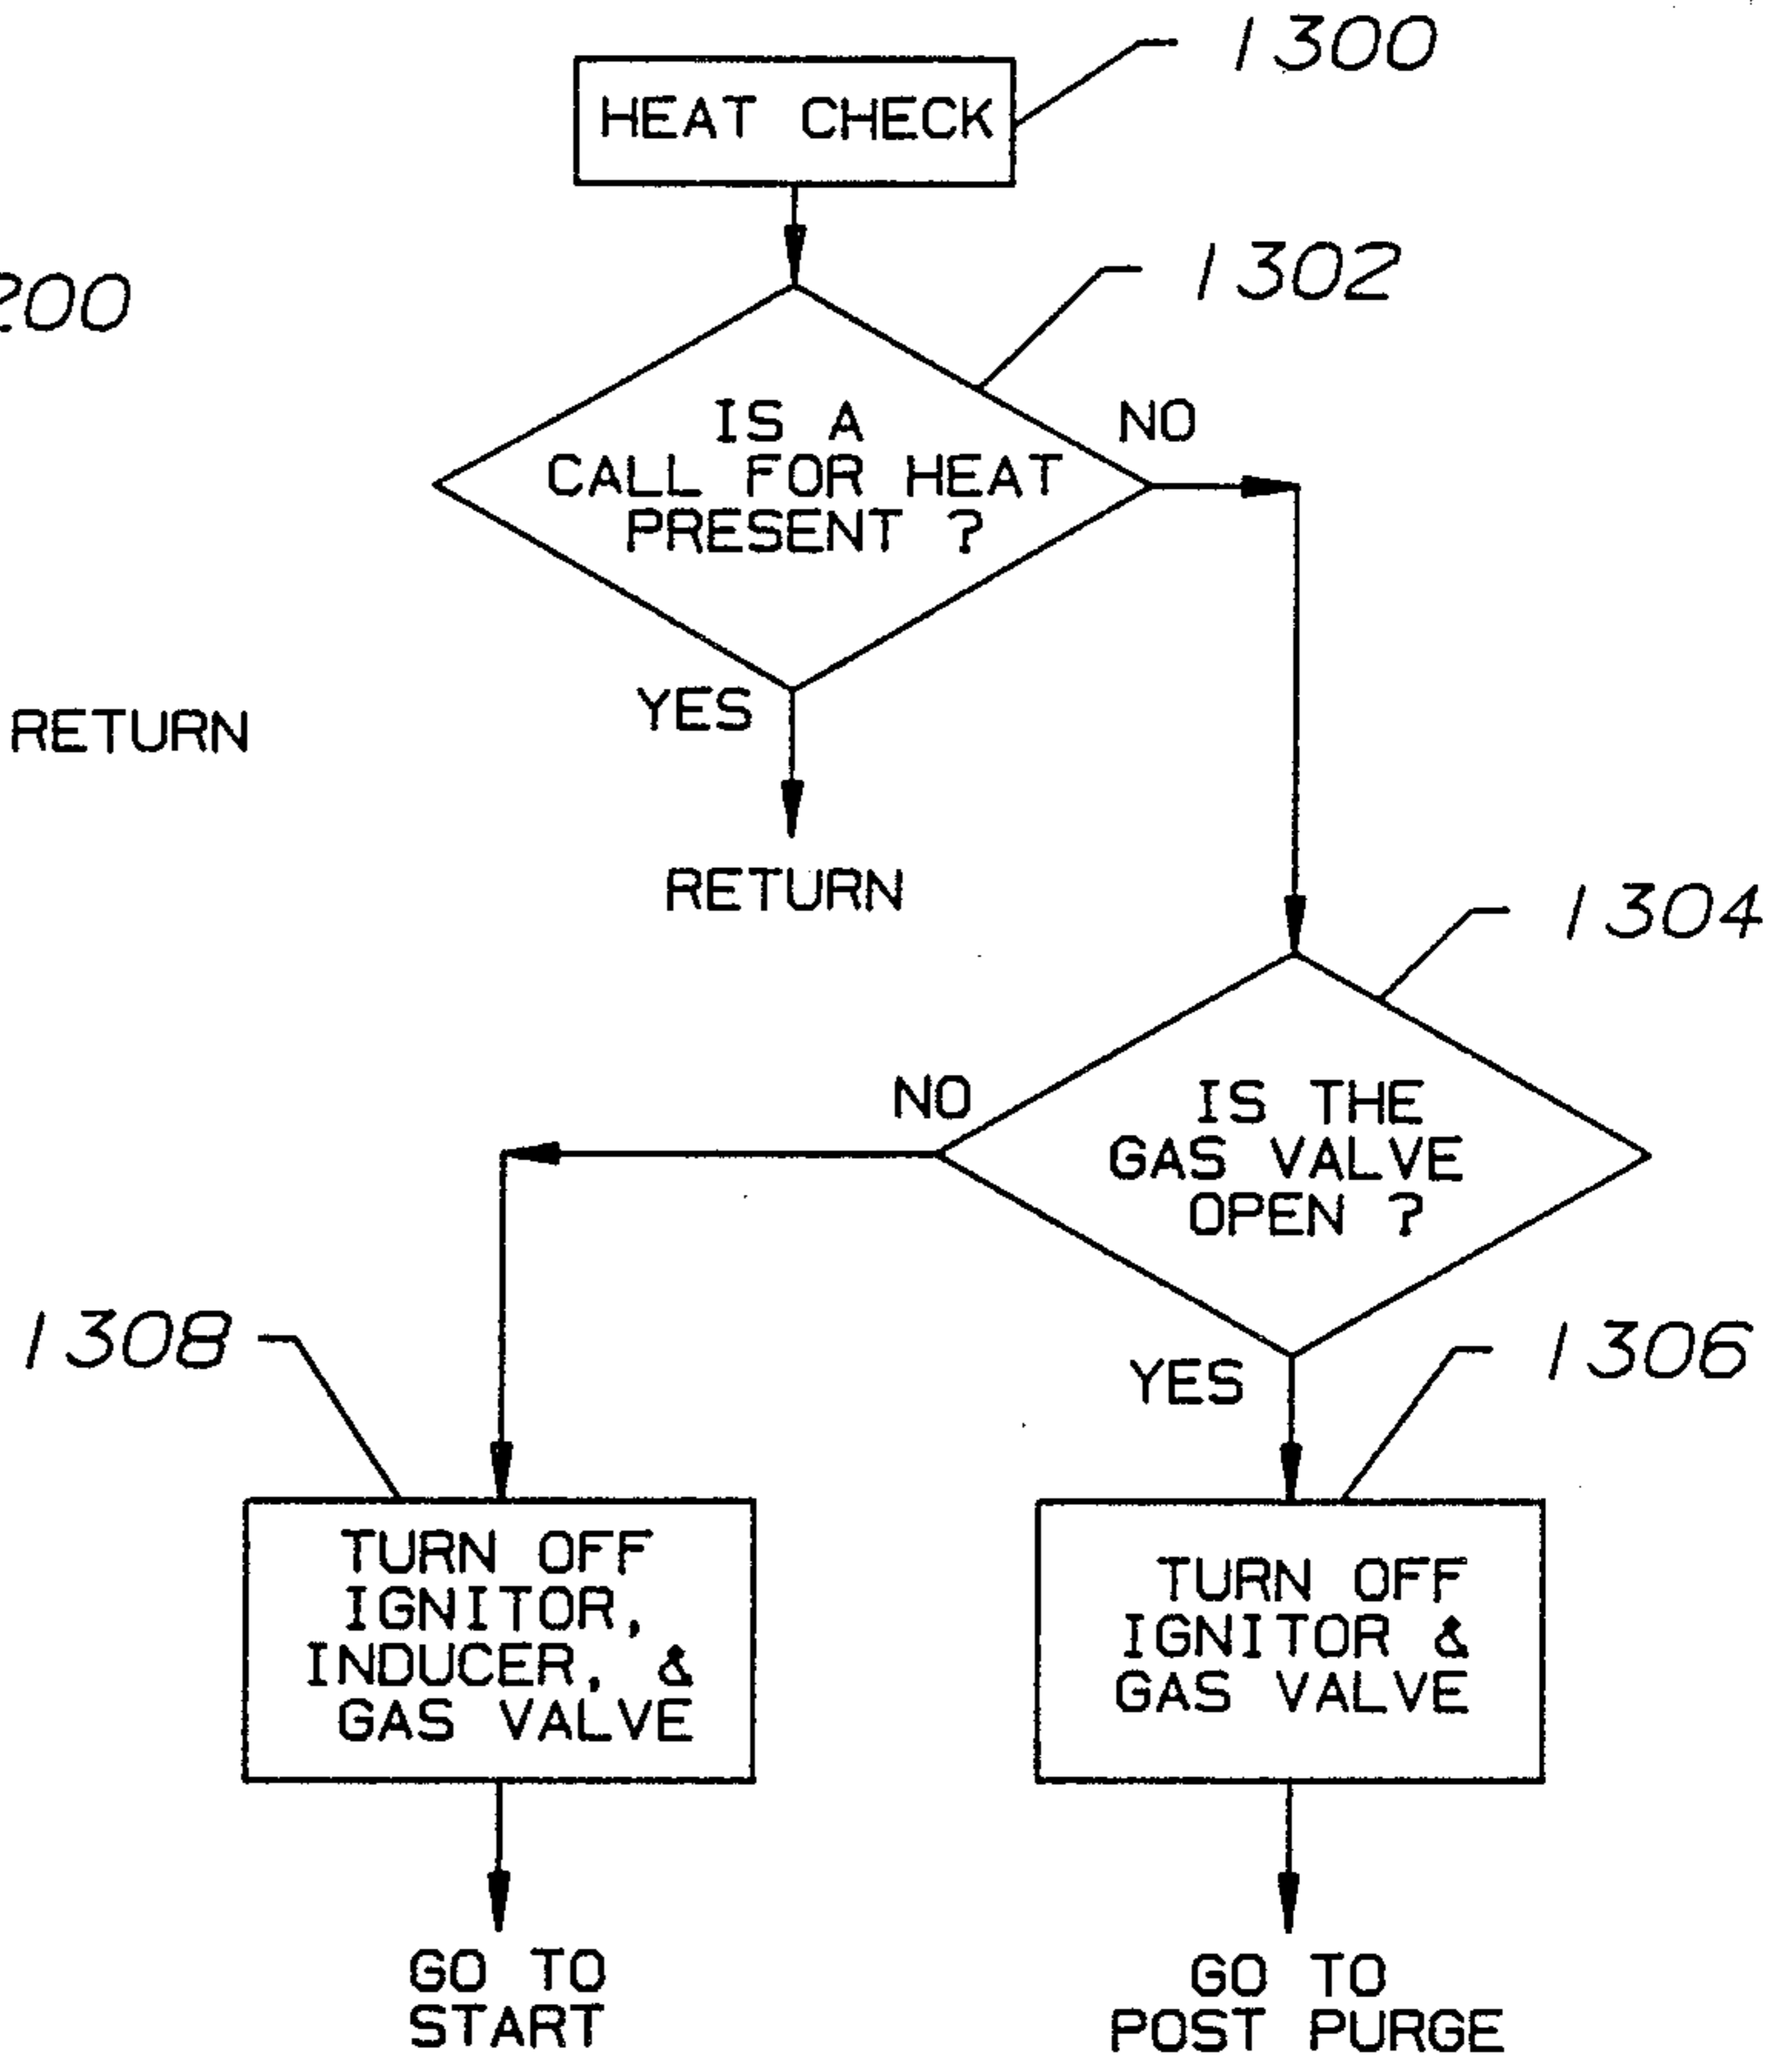 1300
HEAT CHECK
1302
200
IS A
CALL FOR HEAT
PRESENT ?
NO
YES
RETURN
RETURN
1304
NO
IS THE
GAS VALVE
OPEN ?
1308
1306
YES
TURN OFF
IGNITOR,
INDUCER, &
GAS VALVE
TURN OFF
IGNITOR &
GAS VALVE
GO TO
START
GO TO
POST PURGE